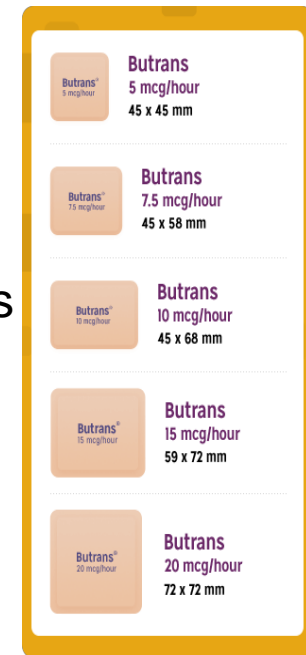 Butrans®
5 mcg/hour
Butrans
5 mcg/hour
45 x 45 mm
Butrans®
7.5 mcg/hour
Butrans
7.5 mcg/hour
45 x 58 mm
s
Butrans®
10 mcg/hour
Butrans
10 mcg/hour
45 x 68 mm
Butrans®
15 mcg/hour
Butrans
15 mcg/hour
59 x 72 mm
Butrans®
20 mcg/hour
Butrans
20 mcg/hour
72 x 72 mm